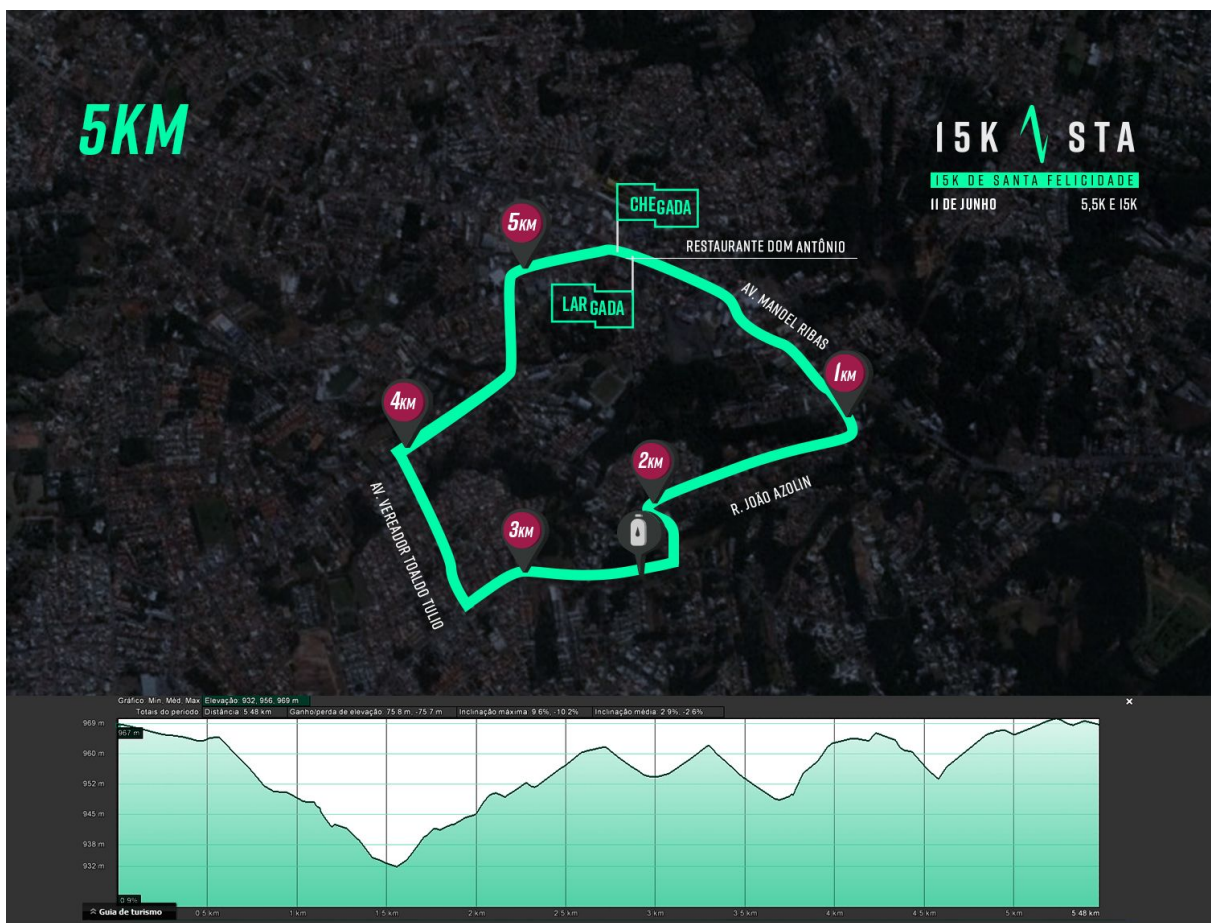 5KM
15K STA
15K DE SANTA FELICIDADE
11 DE JUNHO 5,5K E 15K
CHEGADA
5KM
RESTAURANTE DOM ANTÔNIO
LARGADA
AV. MANOEL RIBAS
1KM
4KM
2KM
R. JOÃO AZOLIN
3KM
AV. VEREADOR TOALDO TULIO
Gráfico: Mín, Méd, Max Elevação: 932, 956, 969 m
Totais do período: Distância: 5.48 km Ganho/perda de elevação: 75.8 m, -75.7 m Inclinação máxima: 9.6%, -10.2% Inclinação média: 2.9%, -2.6%
969 m
967 m
960 m
952 m
945 m
938 m
932 m
0.9%
Guia de turismo
0.5 km 1 km 1.5 km 2 km 2.5 km 3 km 3.5 km 4 km 4.5 km 5 km 5.48 km